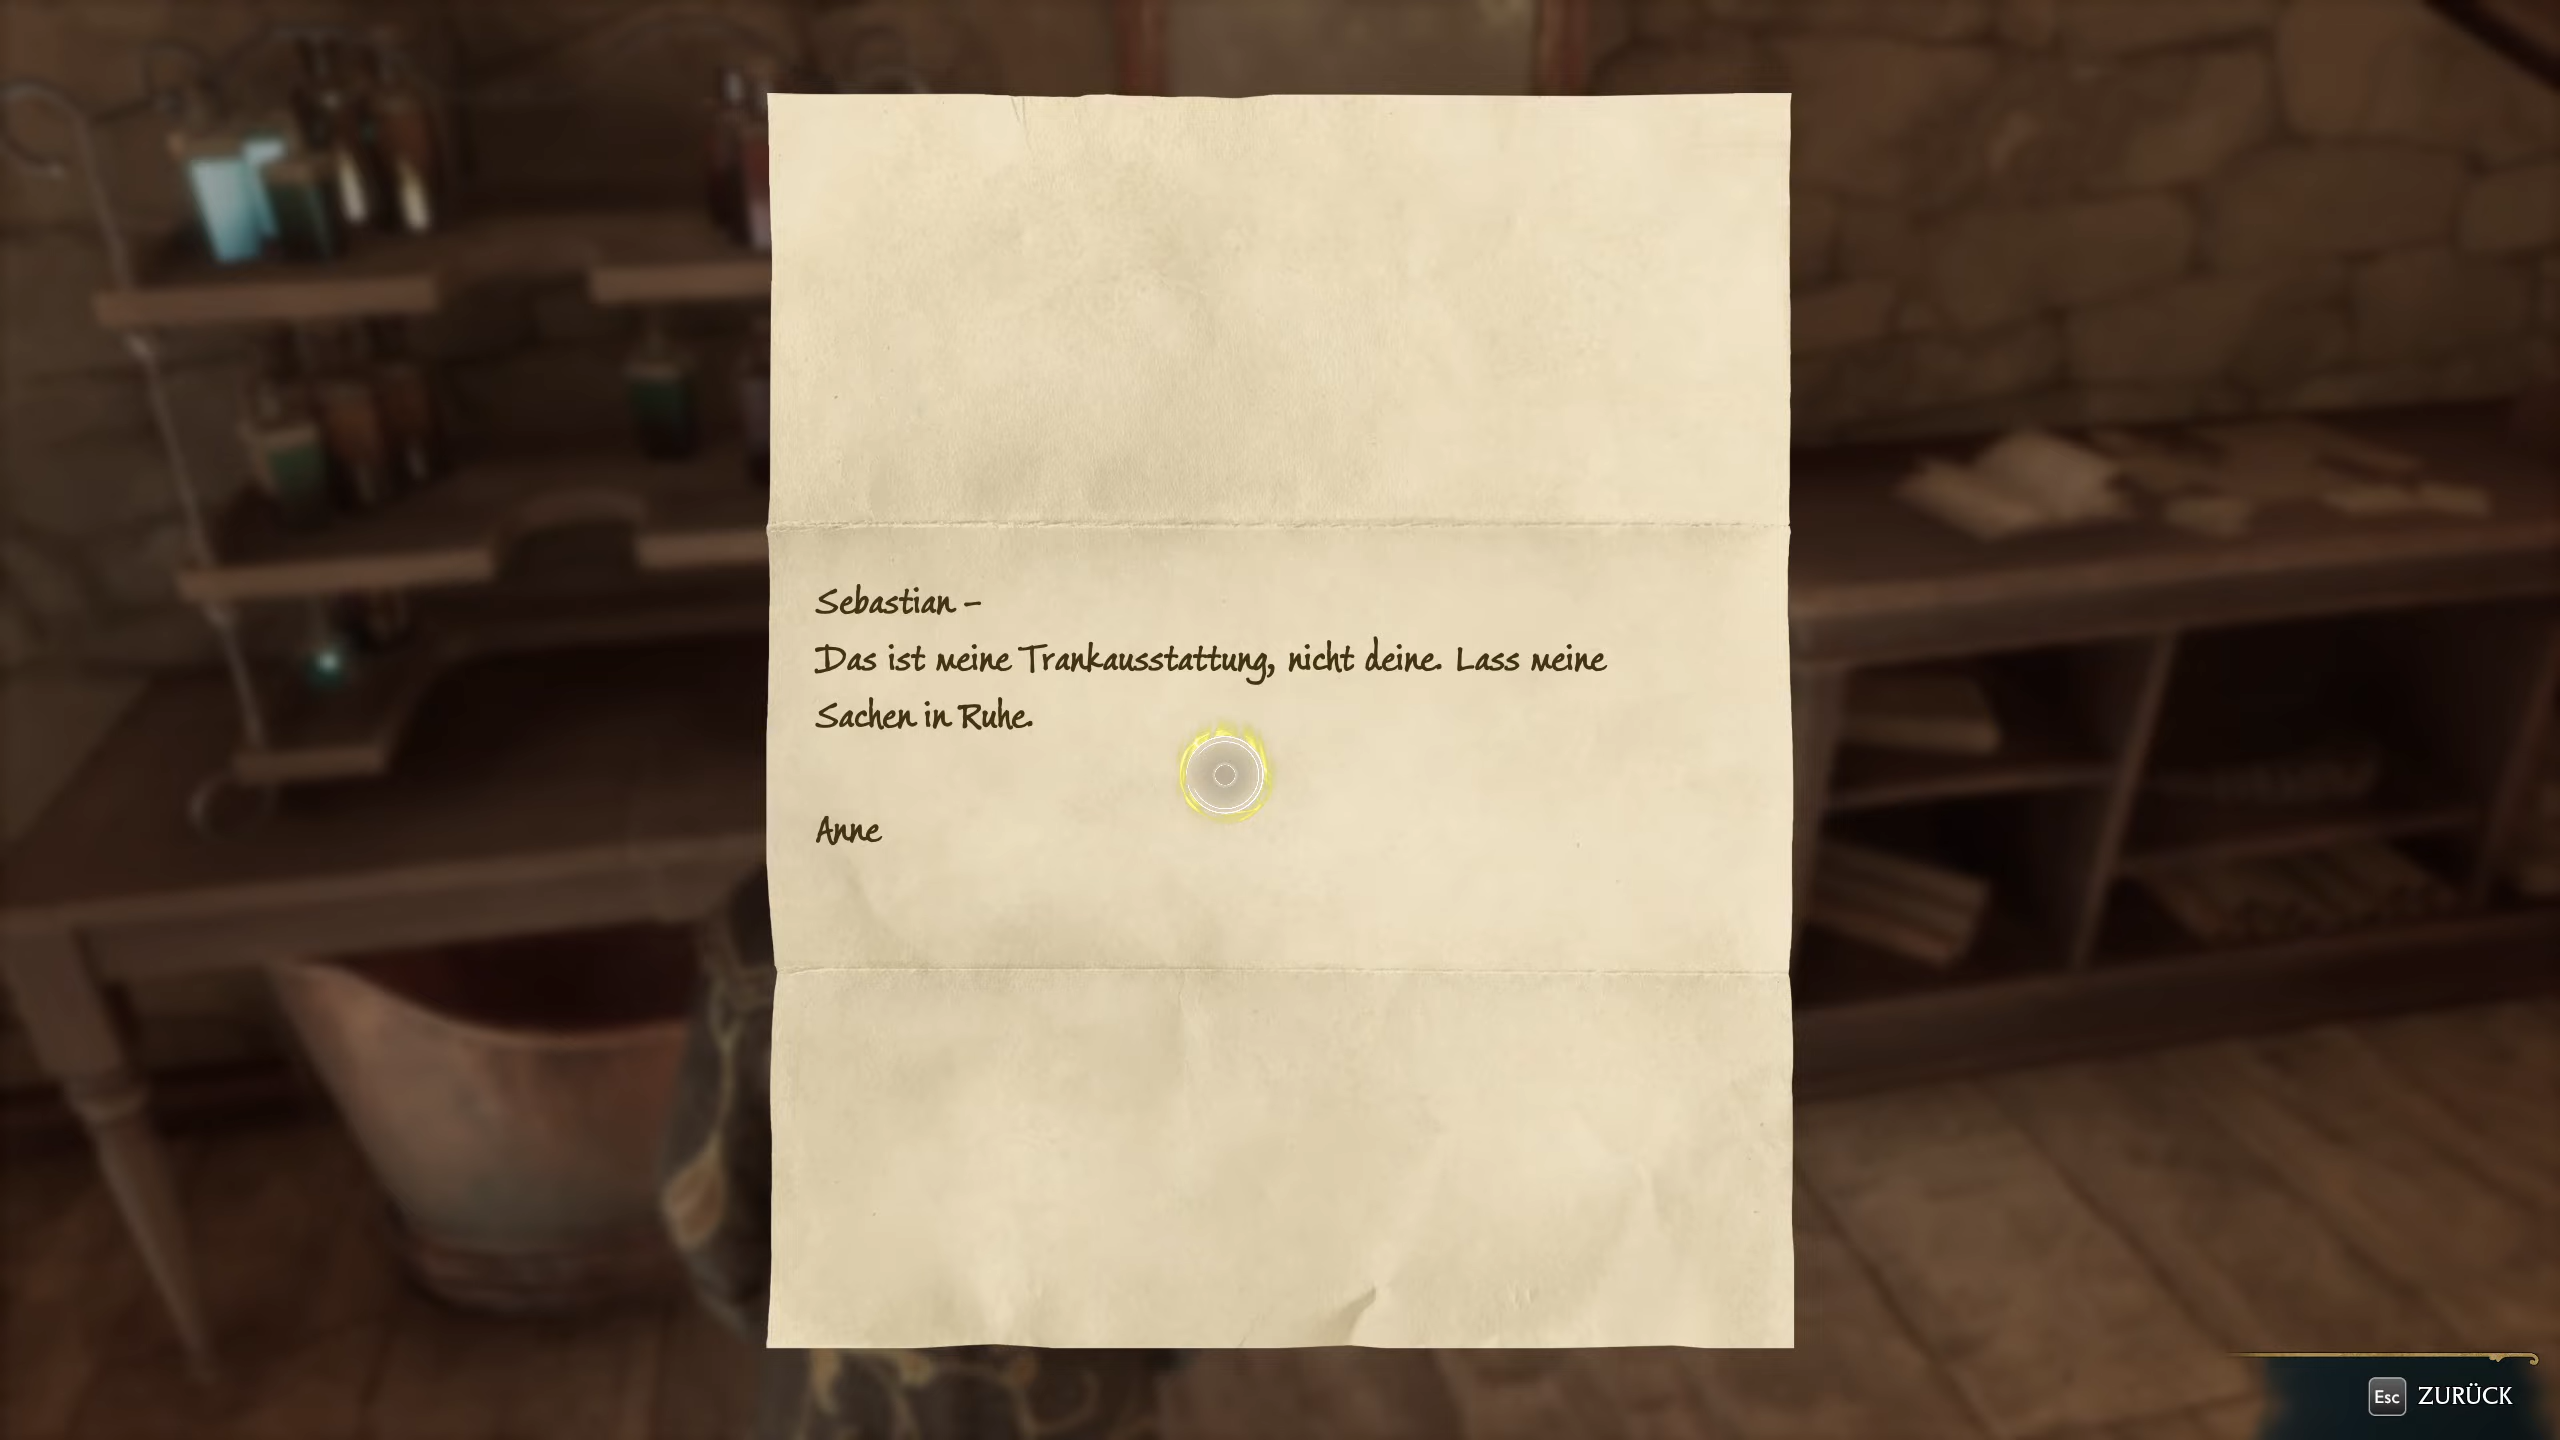 Sebastian –
Das ist meine Trankausstattung, nicht deine. Lass meine
Sachen in Ruhe.
Anne
Esc ZURÜCK